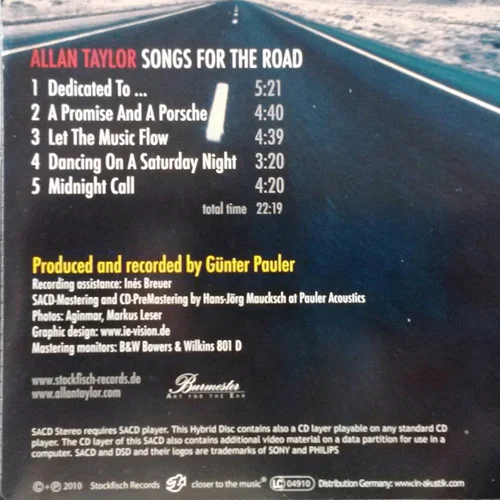 ALLAN TAYLOR SONGS FOR THE ROAD
1 Dedicated To ... 5:21
2 A Promise And A Porsche 4:40
3 Let The Music Flow 4:39
4 Dancing On A Saturday Night 3:20
5 Midnight Call 4:20
total time 22:19
Produced and recorded by Günter Pauler
Recording assistance: Inés Breuer
SACD-Mastering and CD-PreMastering by Hans-Jörg Maucksch at Pauler Acoustics
Photos: Aginmar, Markus Leser
Graphic design: www.ie-vision.de
Mastering monitors: B&W Bowers & Wilkins 801 D
www.stockfisch-records.de
www.allantaylor.com
Burmester
ART FOR THE EAR
SACD Stereo requires SACD player. This Hybrid Disc contains also a CD layer playable on any standard CD
player. The CD layer of this SACD also contains additional video material on a data partition for use in a
computer. SACD and DSD and their logos are trademarks of SONY and PHILIPS
©+℗ 2010 Stockfisch Records closer to the music® LC 04910 Distribution Germany: www.in-akustik.com